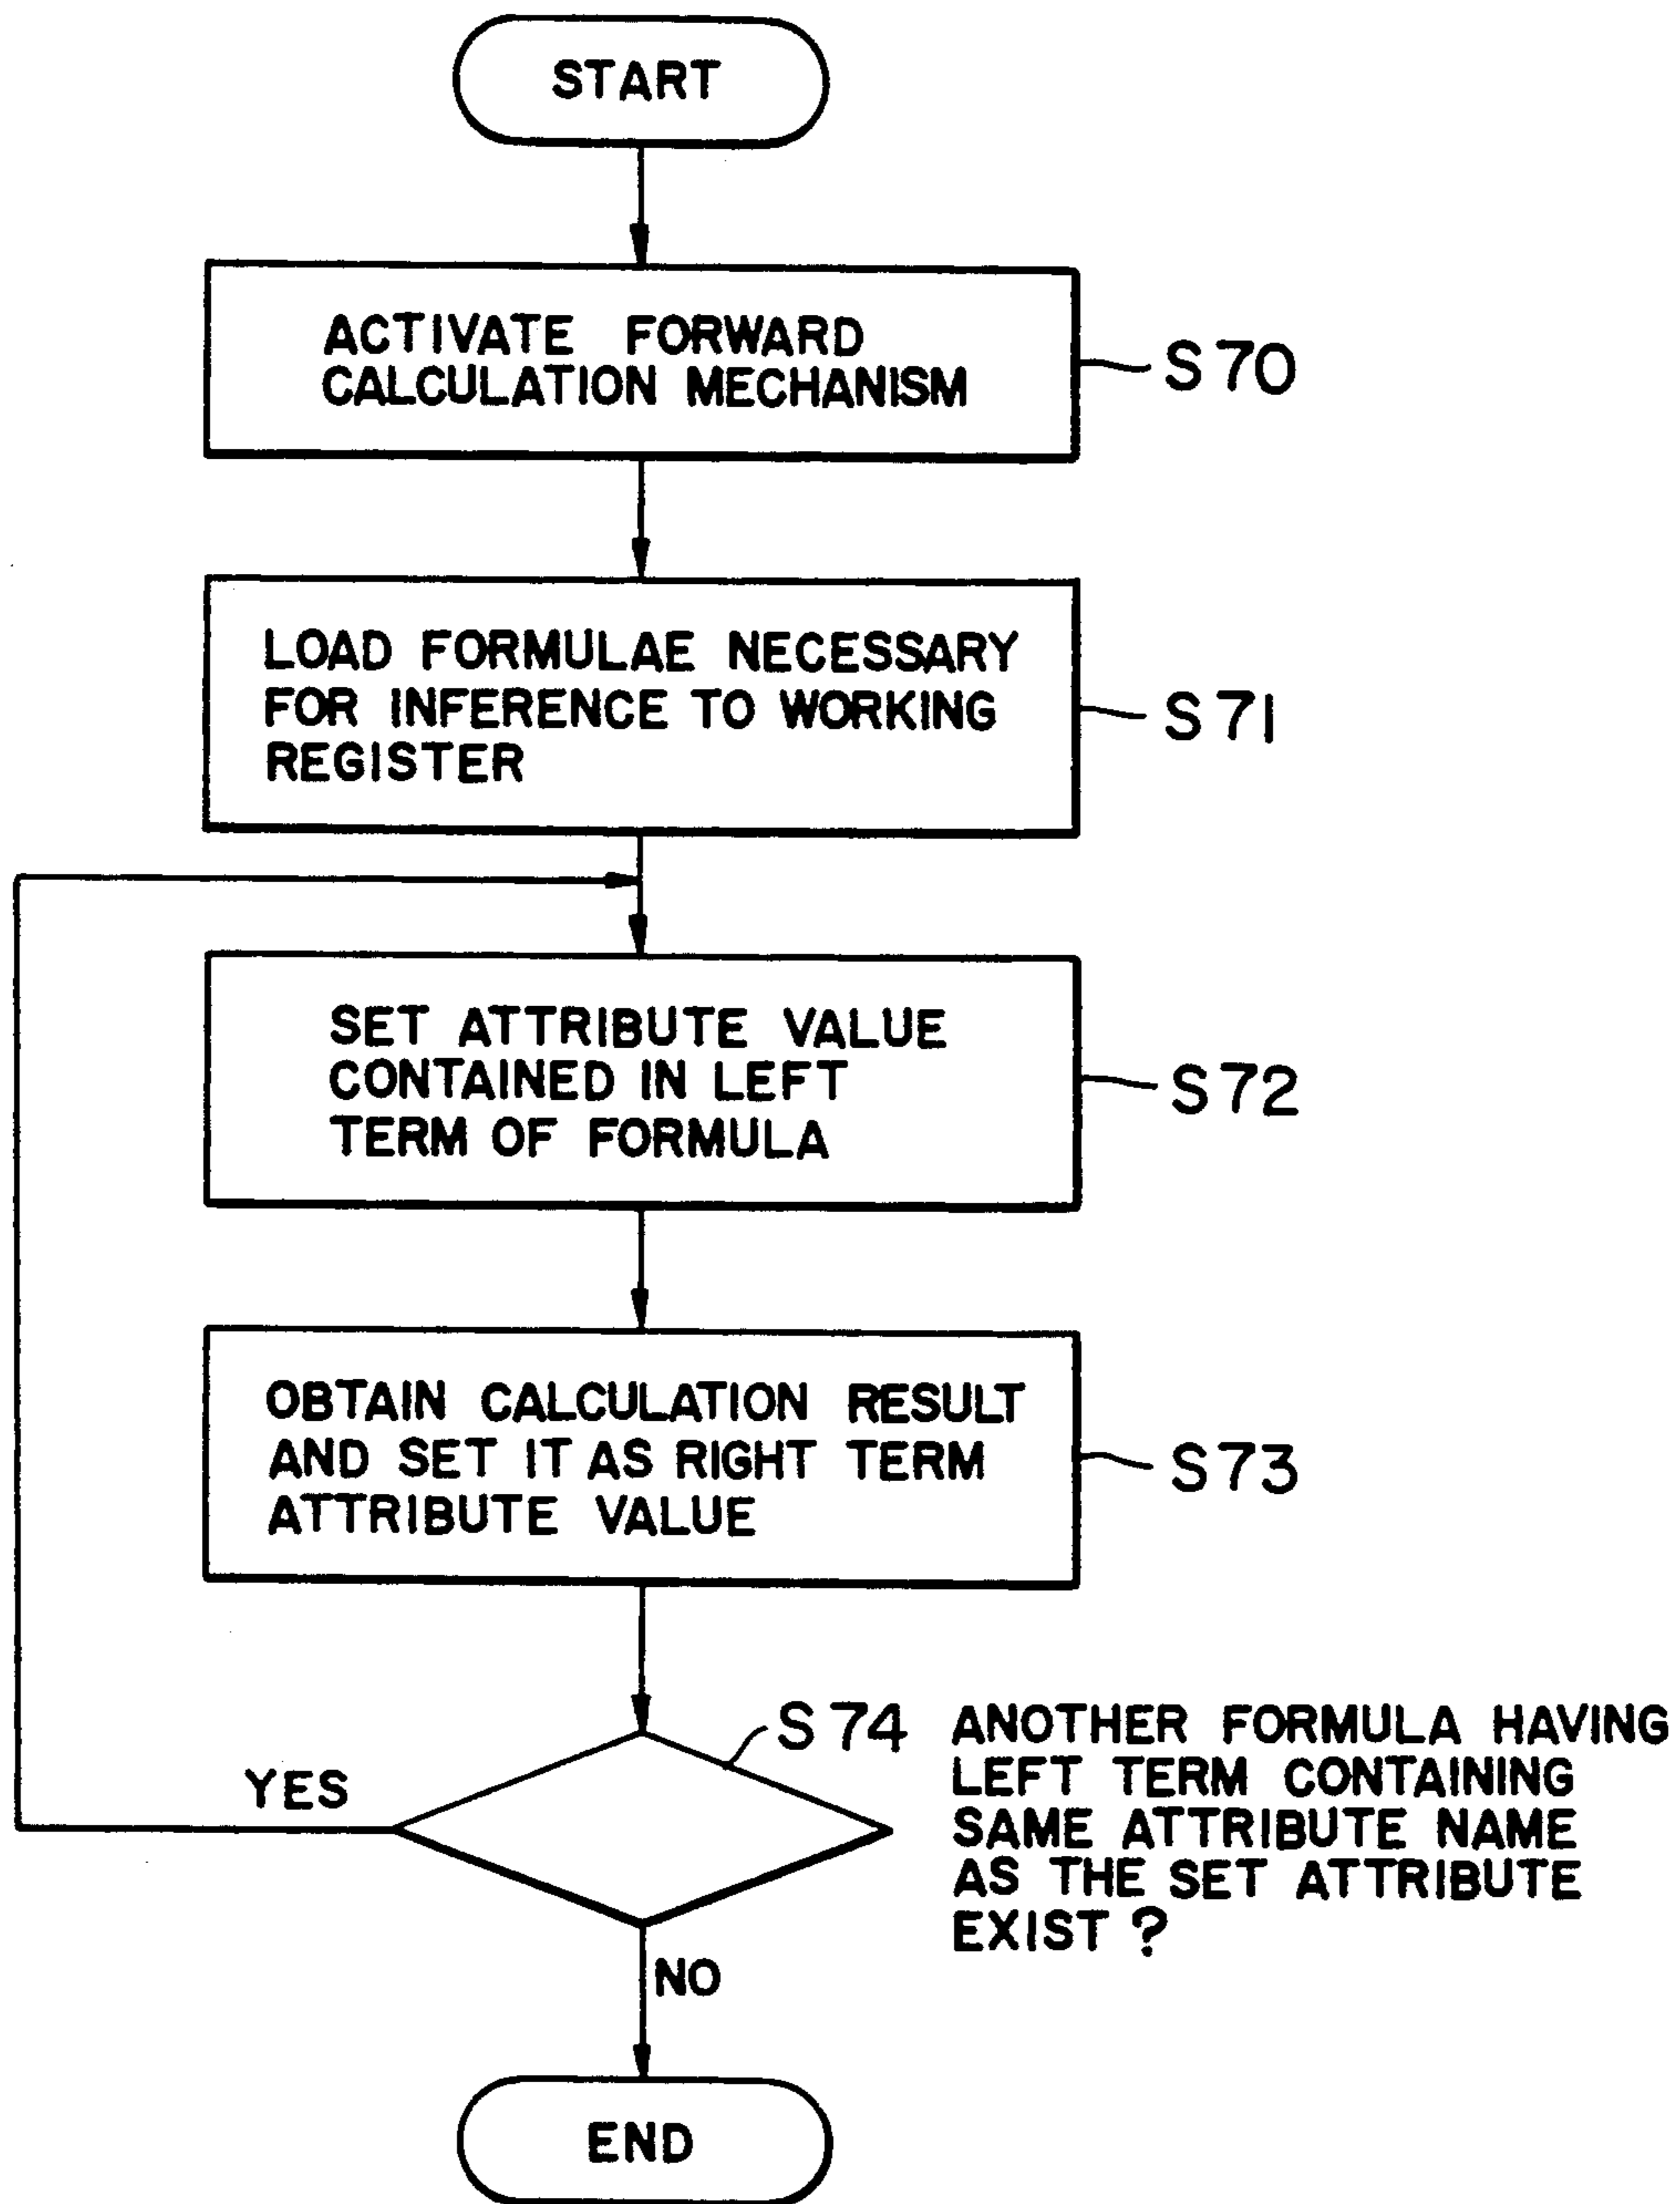 START
ACTIVATE FORWARD
CALCULATION MECHANISM
S70
LOAD FORMULAE NECESSARY
FOR INFERENCE TO WORKING
REGISTER
S71
SET ATTRIBUTE VALUE
CONTAINED IN LEFT
TERM OF FORMULA
S72
OBTAIN CALCULATION RESULT
AND SET IT AS RIGHT TERM
ATTRIBUTE VALUE
S73
S74
ANOTHER FORMULA HAVING
LEFT TERM CONTAINING
SAME ATTRIBUTE NAME
AS THE SET ATTRIBUTE
EXIST ?
YES
NO
END